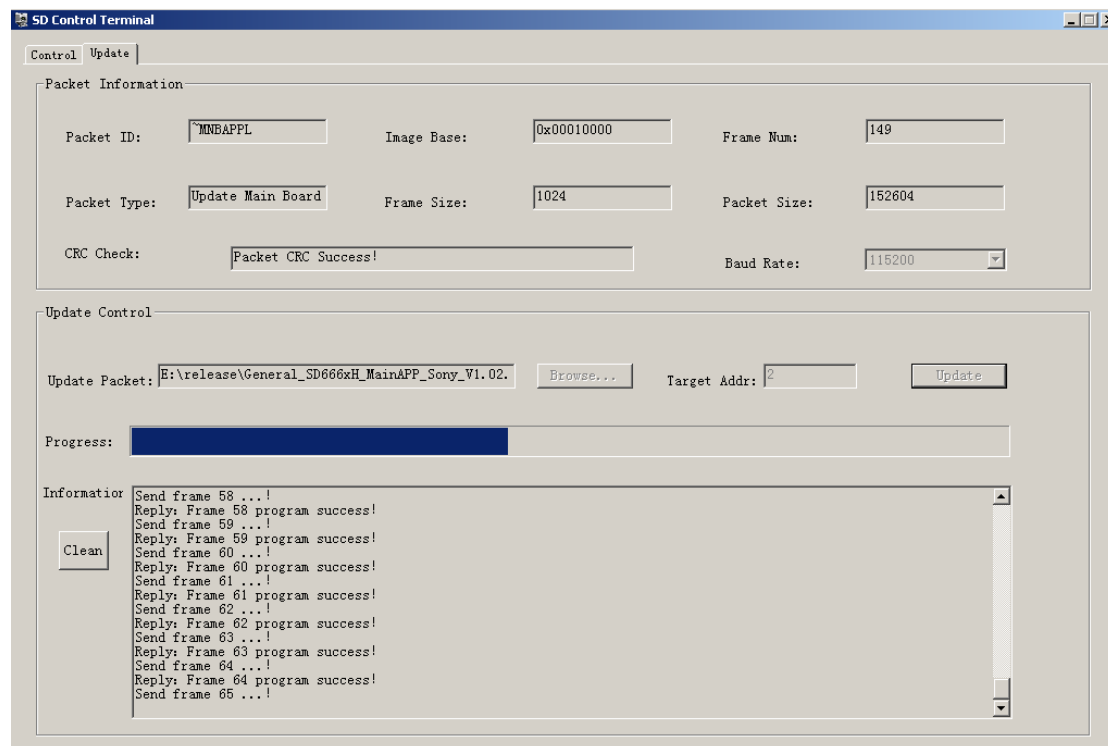 SD Control Terminal
Control Update
Packet Information
Packet ID: ~MNBAPPL Image Base: 0x00010000 Frame Num: 149
Packet Type: Update Main Board Frame Size: 1024 Packet Size: 152604
CRC Check: Packet CRC Success! Baud Rate: 115200
Update Control
Update Packet: E:\release\General_SD666xH_MainAPP_Sony_V1.02. Browse... Target Addr: 2 Update
Progress:
Information
Clean
Send frame 58 ...!
Reply: Frame 58 program success!
Send frame 59 ...!
Reply: Frame 59 program success!
Send frame 60 ...!
Reply: Frame 60 program success!
Send frame 61 ...!
Reply: Frame 61 program success!
Send frame 62 ...!
Reply: Frame 62 program success!
Send frame 63 ...!
Reply: Frame 63 program success!
Send frame 64 ...!
Reply: Frame 64 program success!
Send frame 65 ...!